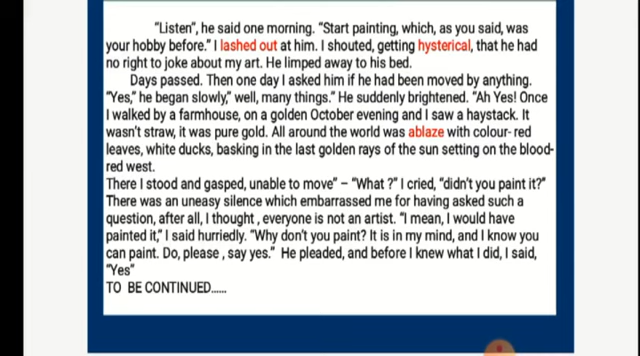 "Listen", he said one morning. "Start painting, which, as you said, was
your hobby before." I lashed out at him. I shouted, getting hysterical, that he had
no right to joke about my art. He limped away to his bed.
Days passed. Then one day I asked him if he had been moved by anything.
"Yes," he began slowly," well, many things." He suddenly brightened. "Ah Yes! Once
I walked by a farmhouse, on a golden October evening and I saw a haystack. It
wasn't straw, it was pure gold. All around the world was ablaze with colour- red
leaves, white ducks, basking in the last golden rays of the sun setting on the blood-
red west.
There I stood and gasped, unable to move" – "What ?" I cried, "didn't you paint it?"
There was an uneasy silence which embarrassed me for having asked such a
question, after all, I thought , everyone is not an artist. "I mean, I would have
painted it," I said hurriedly. "Why don't you paint? It is in my mind, and I know you
can paint. Do, please , say yes." He pleaded, and before I knew what I did, I said,
"Yes"
TO BE CONTINUED......